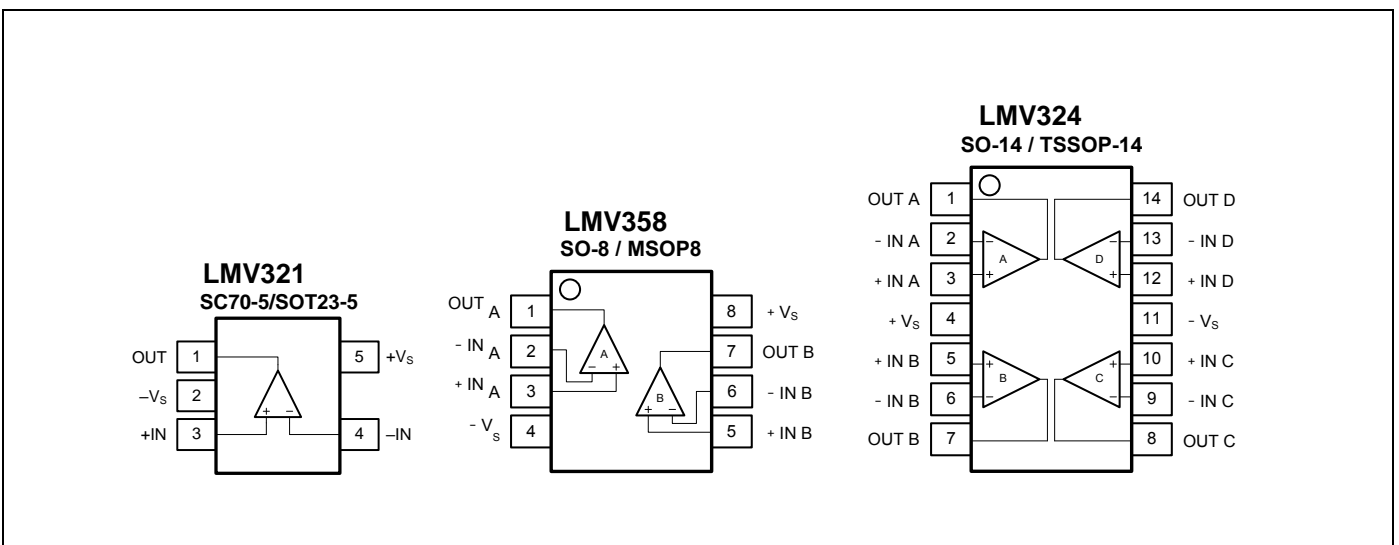 LMV321
SC70-5/SOT23-5
OUT 1
–VS 2
+IN 3
5 +VS
4 –IN
+ −
LMV358
SO-8 / MSOP8
OUT A 1
- IN A 2
+ IN A 3
- VS 4
8 + VS
7 OUT B
6 - IN B
5 + IN B
A
− +
B
+ −
LMV324
SO-14 / TSSOP-14
OUT A 1
- IN A 2
+ IN A 3
+ VS 4
+ IN B 5
- IN B 6
OUT B 7
14 OUT D
13 - IN D
12 + IN D
11 - VS
10 + IN C
9 - IN C
8 OUT C
−
A
+
−
D
+
+
B
−
+
C
−